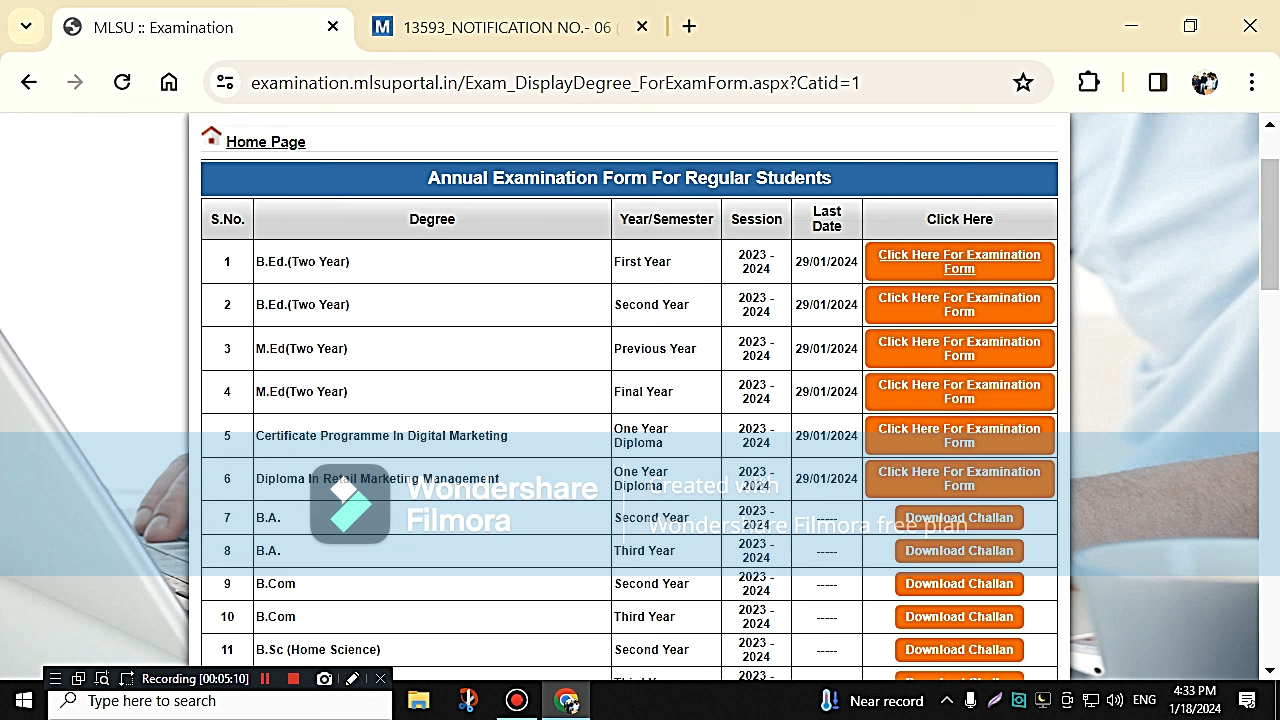 MLSU :: Examination
13593_NOTIFICATION NO.- 06 (
examination.mlsuportal.in/Exam_DisplayDegree_ForExamForm.aspx?Catid=1
Home Page
Annual Examination Form For Regular Students
S.No. Degree Year/Semester Session Last Date Click Here
1 B.Ed.(Two Year) First Year 2023 - 2024 29/01/2024 Click Here For Examination Form
2 B.Ed.(Two Year) Second Year 2023 - 2024 29/01/2024 Click Here For Examination Form
3 M.Ed(Two Year) Previous Year 2023 - 2024 29/01/2024 Click Here For Examination Form
4 M.Ed(Two Year) Final Year 2023 - 2024 29/01/2024 Click Here For Examination Form
5 Certificate Programme In Digital Marketing One Year Diploma 2023 - 2024 29/01/2024 Click Here For Examination Form
6 Diploma In Retail Marketing Management One Year Diploma 2023 - 2024 29/01/2024 Click Here For Examination Form
Wondershare Filmora
Created with
Wondershare Filmora free plan
7 B.A. Second Year 2023 - 2024 ----- Download Challan
8 B.A. Third Year 2023 - 2024 ----- Download Challan
9 B.Com Second Year 2023 - 2024 ----- Download Challan
10 B.Com Third Year 2023 - 2024 ----- Download Challan
11 B.Sc (Home Science) Second Year 2023 - 2024 ----- Download Challan
2023 -
Recording [00:05:10]
Type here to search
Near record
ENG
4:33 PM
1/18/2024